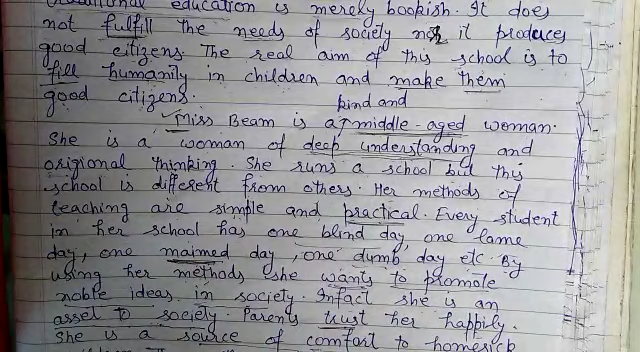 education is merely bookish. It does
not fulfill the needs of society nor it produces
good citizens. The real aim of this school is to
fill humanity in children and make them
good citizens.
kind and
Miss Beam is a middle-aged woman.
She is a woman of deep understanding and
origional thinking. She runs a school but this
school is different from others. Her methods of
teaching are simple and practical. Every student
in her school has one blind day, one lame
day, one maimed day, one dumb day etc. By
using her methods she wants to promote
noble ideas in society. Infact she is an
asset to society. Parents trust her happily.
She is a source of comfort to homesick